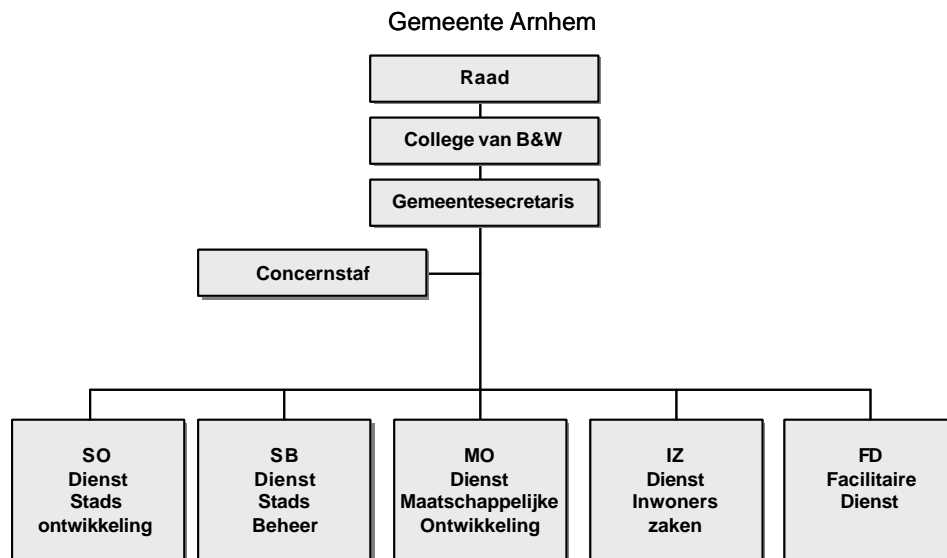 Gemeente Arnhem
Raad
College van B&W
Gemeentesecretaris
Concernstaf
SO
Dienst
Stads
ontwikkeling
SB
Dienst
Stads
Beheer
MO
Dienst
Maatschappelijke
Ontwikkeling
IZ
Dienst
Inwoners
zaken
FD
Facilitaire
Dienst